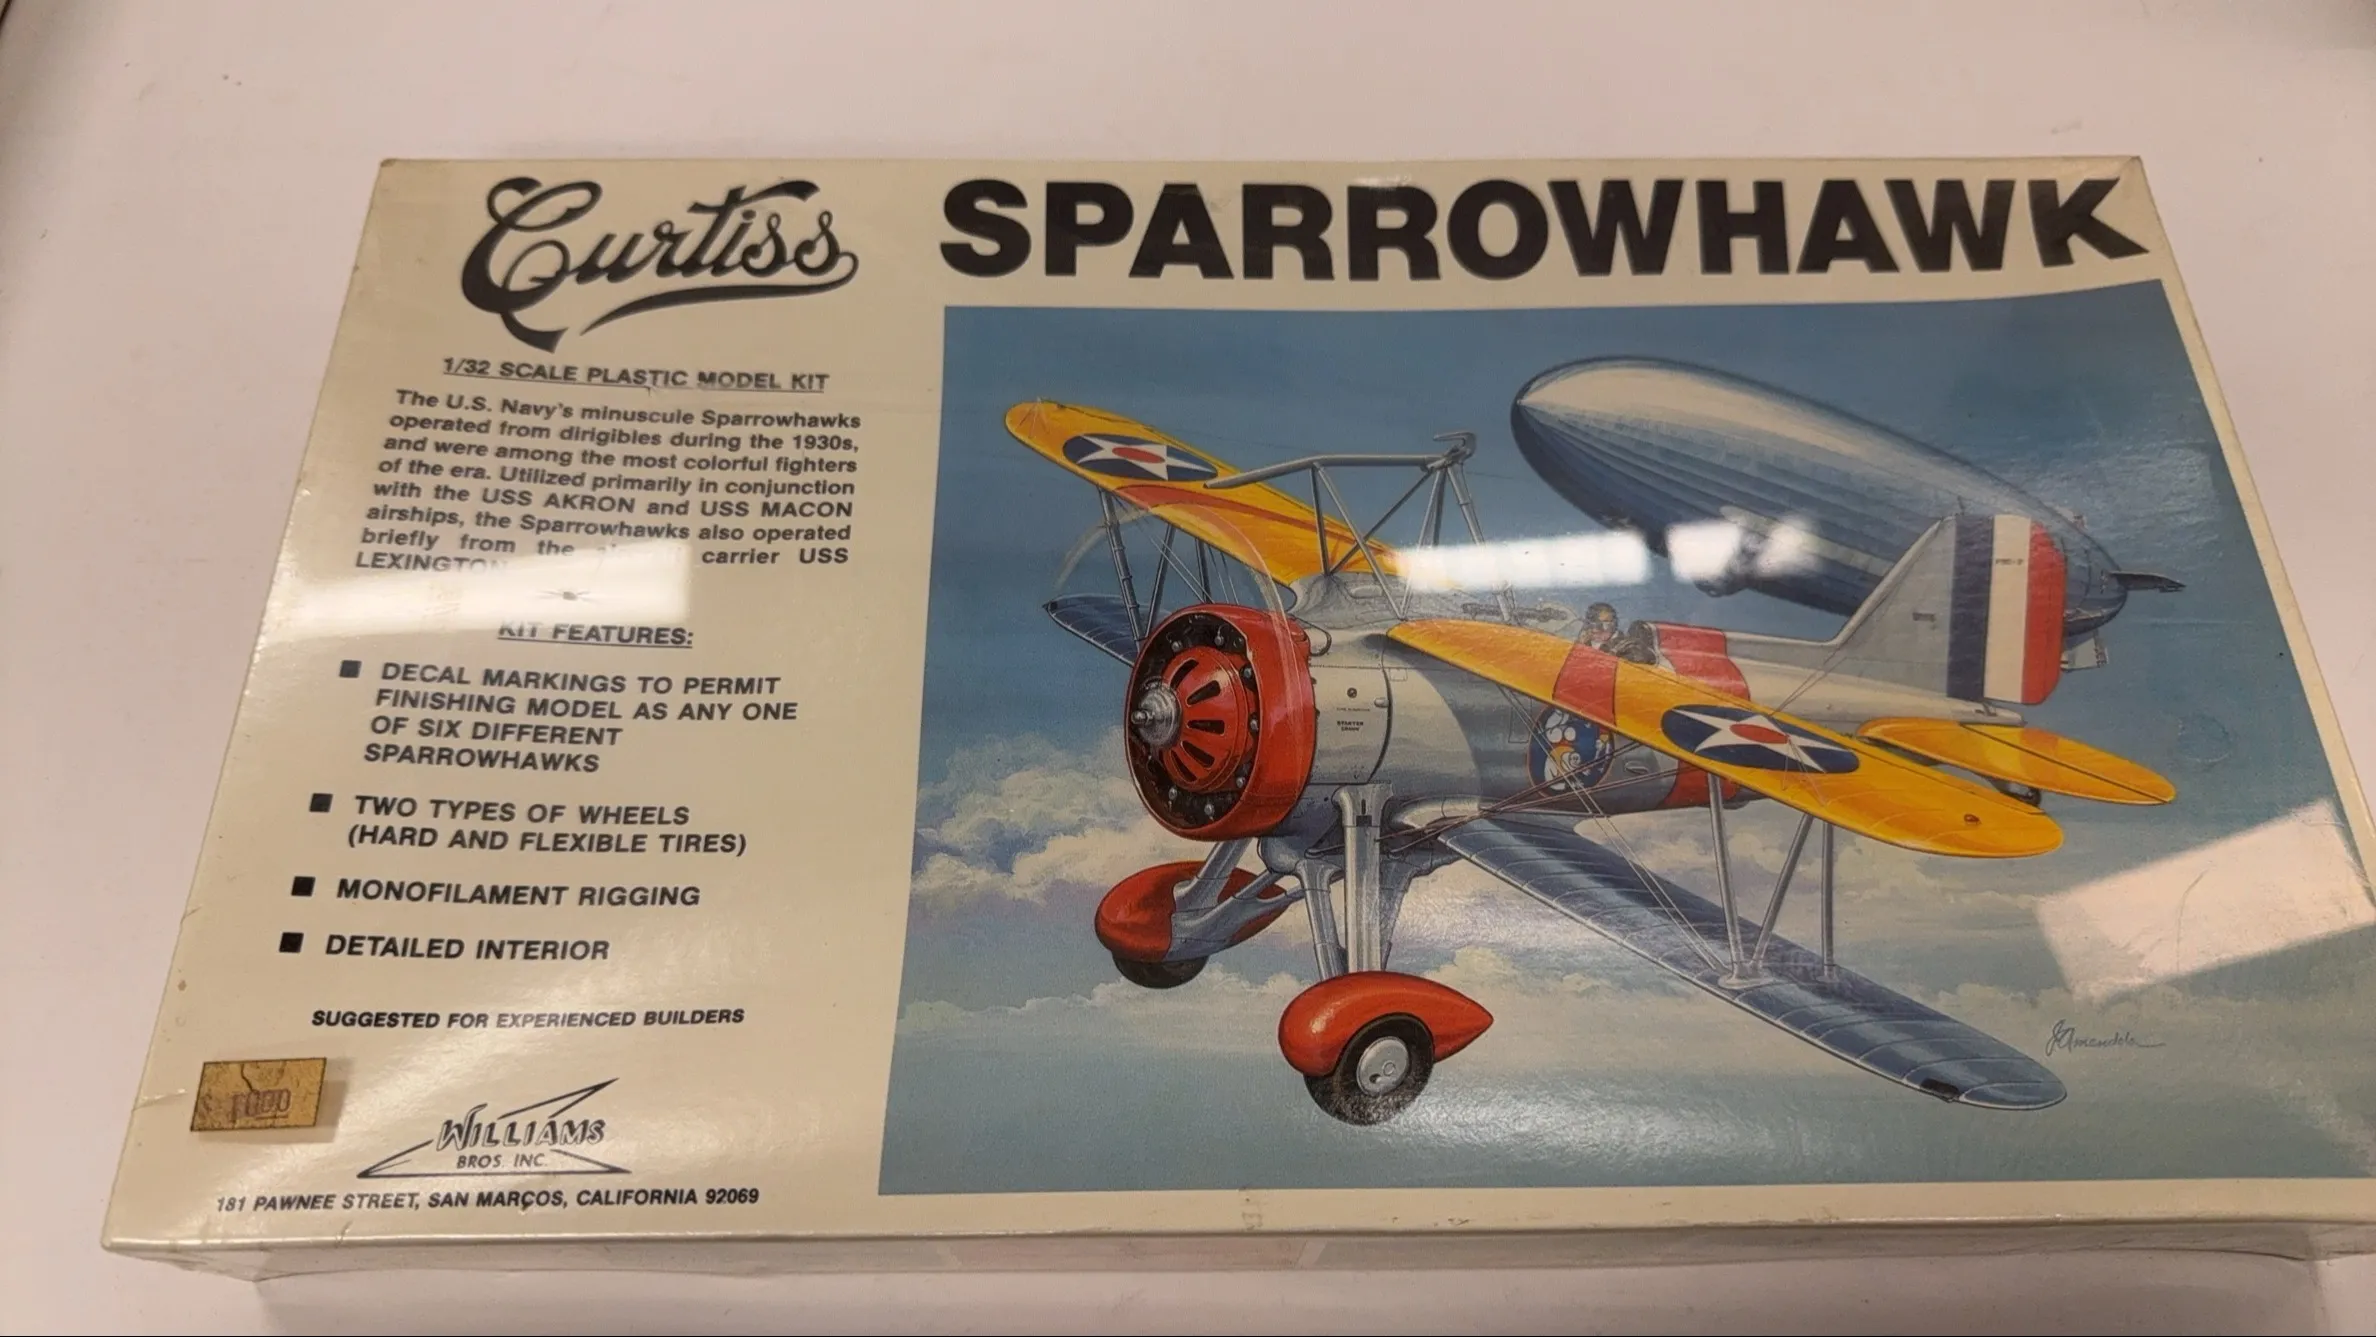 Curtiss
SPARROWHAWK
1/32 SCALE PLASTIC MODEL KIT
The U.S. Navy's minuscule Sparrowhawks
operated from dirigibles during the 1930s,
and were among the most colorful fighters
of the era. Utilized primarily in conjunction
with the USS AKRON and USS MACON
airships, the Sparrowhawks also operated
briefly from the carrier USS
LEXINGTON
KIT FEATURES:
■ DECAL MARKINGS TO PERMIT
FINISHING MODEL AS ANY ONE
OF SIX DIFFERENT
SPARROWHAWKS
■ TWO TYPES OF WHEELS
(HARD AND FLEXIBLE TIRES)
■ MONOFILAMENT RIGGING
■ DETAILED INTERIOR
SUGGESTED FOR EXPERIENCED BUILDERS
WILLIAMS
BROS. INC.
181 PAWNEE STREET, SAN MARCOS, CALIFORNIA 92069
STARTER
CRANK
JAmendola